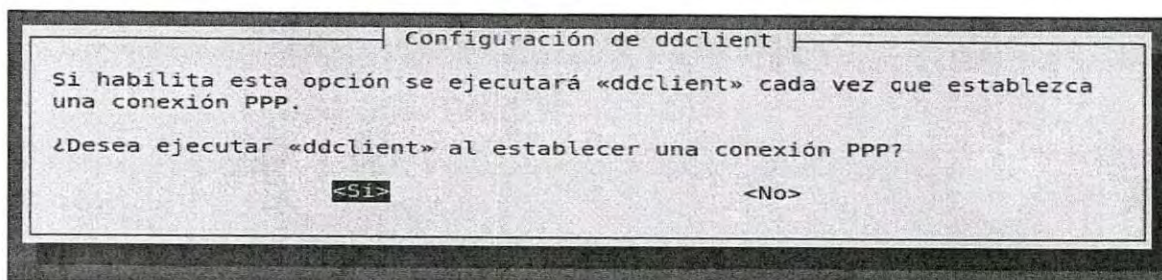 Configuración de ddclient
Si habilita esta opción se ejecutará «ddclient» cada vez que establezca
una conexión PPP.
¿Desea ejecutar «ddclient» al establecer una conexión PPP?
<Sí> <No>